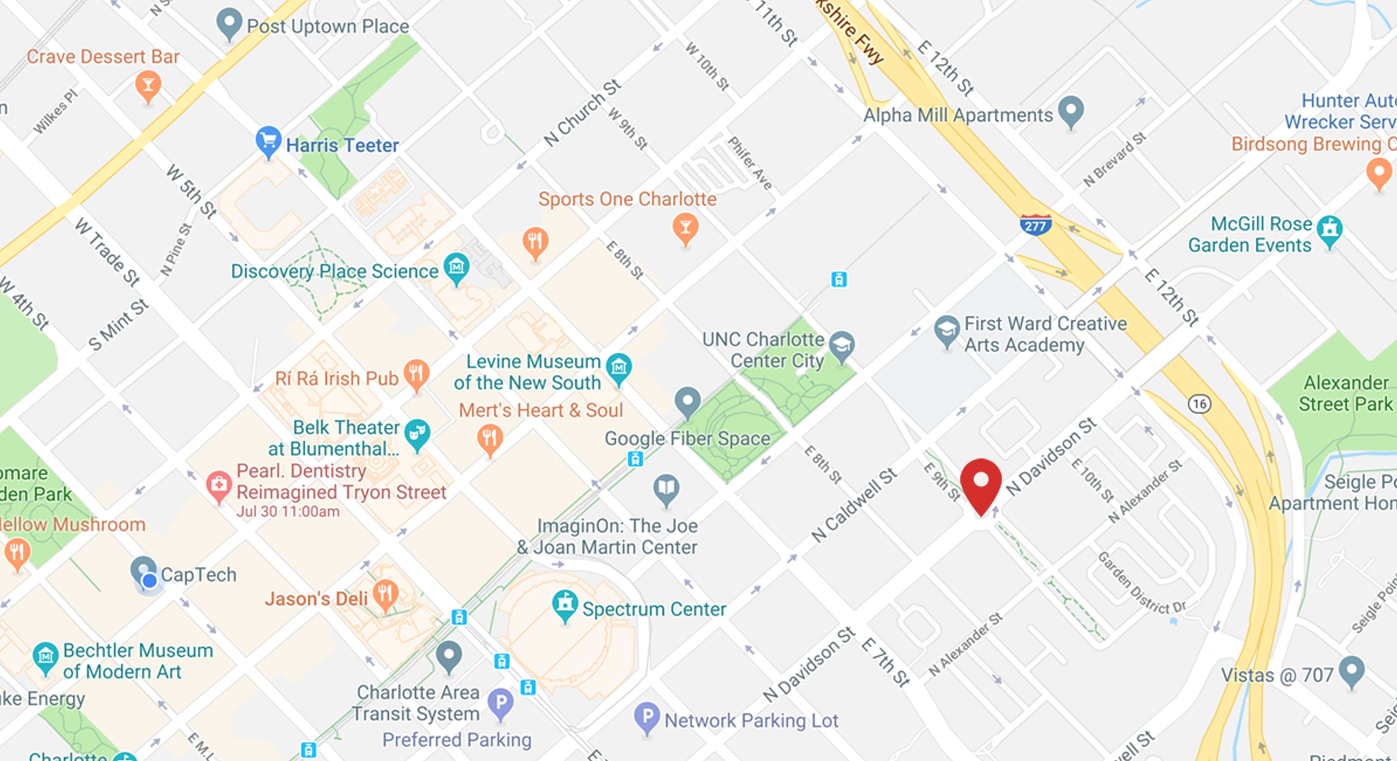 N S
Post Uptown Place
Crave Dessert Bar
Wilkes Pl
Harris Teeter
W 5th St
W Trade St
N Pine St
W 4th St
S Mint St
N Church St
W 10th St
W 9th St
11th St
kshire Fwy
E 12th St
Alpha Mill Apartments
Phifer Ave
N Brevard St
Hunter Auto
Wrecker Serv
Birdsong Brewing C
McGill Rose
Garden Events
277
Sports One Charlotte
E 8th St
Discovery Place Science
E 12th St
UNC Charlotte
Center City
First Ward Creative
Arts Academy
Levine Museum
of the New South
Rí Rá Irish Pub
Mert's Heart & Soul
Belk Theater
at Blumenthal...
Google Fiber Space
Alexander
Street Park
16
Pearl. Dentistry
Reimagined Tryon Street
Jul 30 11:00am
omare
den Park
ellow Mushroom
E 8th St
N Caldwell St
E 9th St
N Davidson St
E 10th St
N Alexander St
Seigle Po
Apartment Hom
ImaginOn: The Joe
& Joan Martin Center
CapTech
Jason's Deli
Spectrum Center
Garden District Dr
Seigle Poin
Bechtler Museum
of Modern Art
uke Energy
Charlotte Area
Transit System
P
Preferred Parking
P
Network Parking Lot
N Davidson St
E 7th St
N Alexander St
Vistas @ 707
Sei
Charlotte
E M.L.
E
well St
Piedmont